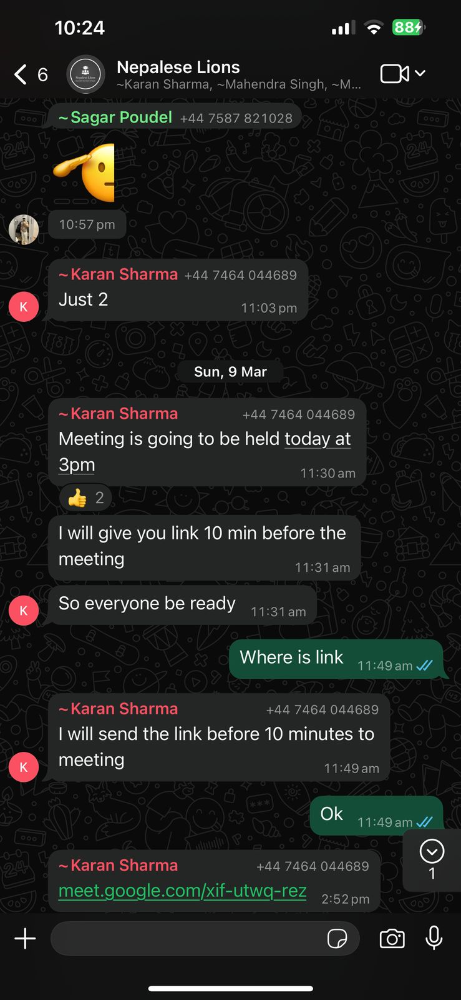 10:24
88
6
Nepalese Lions
~Karan Sharma, ~Mahendra Singh, ~M...
~Sagar Poudel +44 7587 821028
10:57 pm
~Karan Sharma +44 7464 044689
Just 2
11:03 pm
K
Sun, 9 Mar
~Karan Sharma +44 7464 044689
Meeting is going to be held today at
3pm
11:30 am
👍 2
I will give you link 10 min before the
meeting
11:31 am
So everyone be ready 11:31 am
K
Where is link 11:49 am
~Karan Sharma +44 7464 044689
I will send the link before 10 minutes to
meeting
11:49 am
K
Ok 11:49 am
1
~Karan Sharma +44 7464 044689
meet.google.com/xif-utwq-rez 2:52 pm